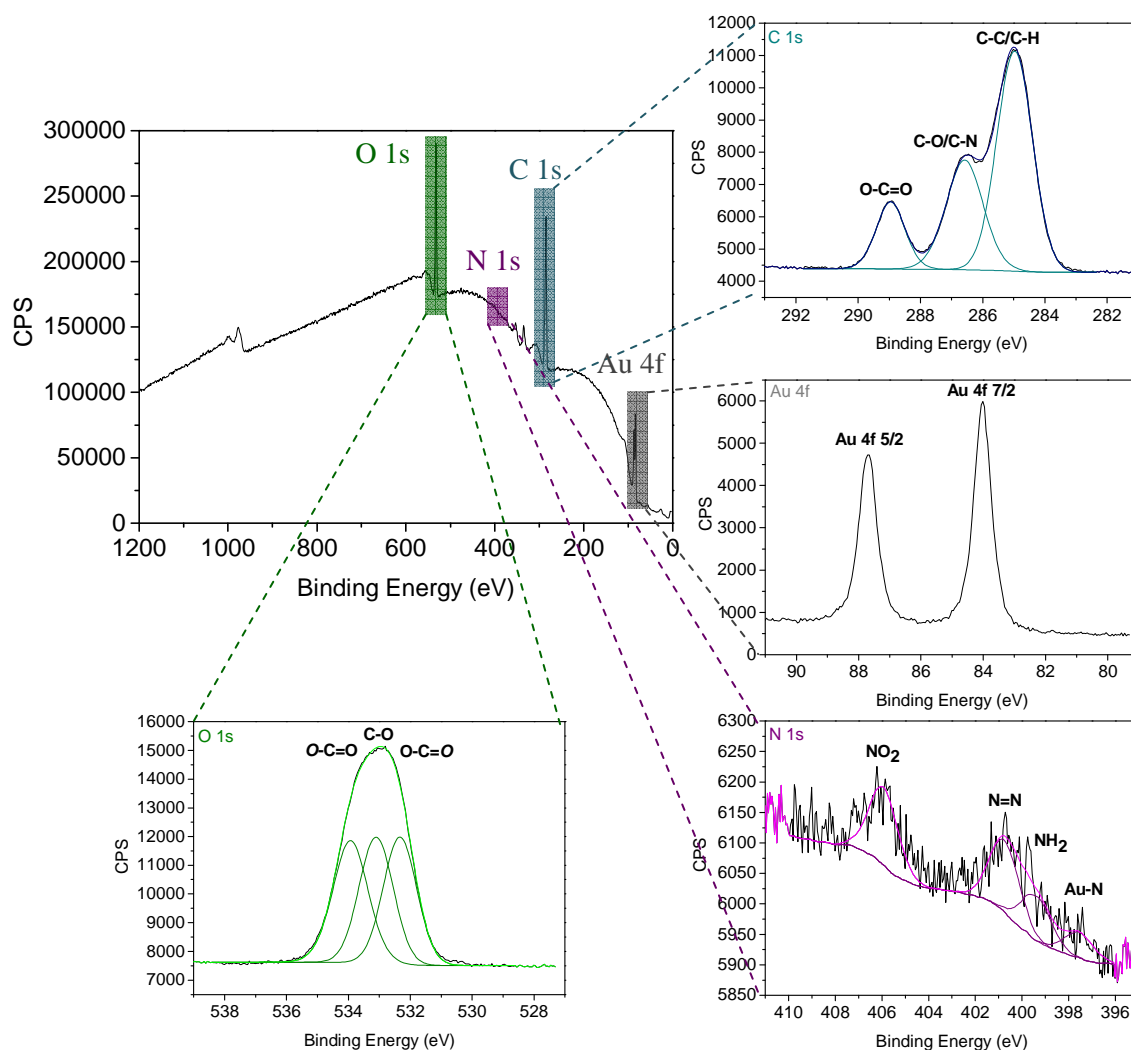 300000
250000
200000
150000
100000
50000
0
CPS
1200
1000
800
600
400
200
0
Binding Energy (eV)
O 1s
N 1s
C 1s
Au 4f
C 1s
12000
11000
10000
9000
8000
7000
6000
5000
4000
CPS
C-C/C-H
C-O/C-N
O-C=O
292
290
288
286
284
282
Binding Energy (eV)
Au 4f
6000
5000
4000
3000
2000
1000
0
CPS
Au 4f 7/2
Au 4f 5/2
90
88
86
84
82
80
Binding Energy (eV)
O 1s
16000
15000
14000
13000
12000
11000
10000
9000
8000
7000
CPS
C-O
O-C=O
O-C=O
538
536
534
532
530
528
Binding Energy (eV)
N 1s
6300
6250
6200
6150
6100
6050
6000
5950
5900
5850
CPS
NO₂
N=N
NH₂
Au-N
410
408
406
404
402
400
398
396
Binding Energy (eV)